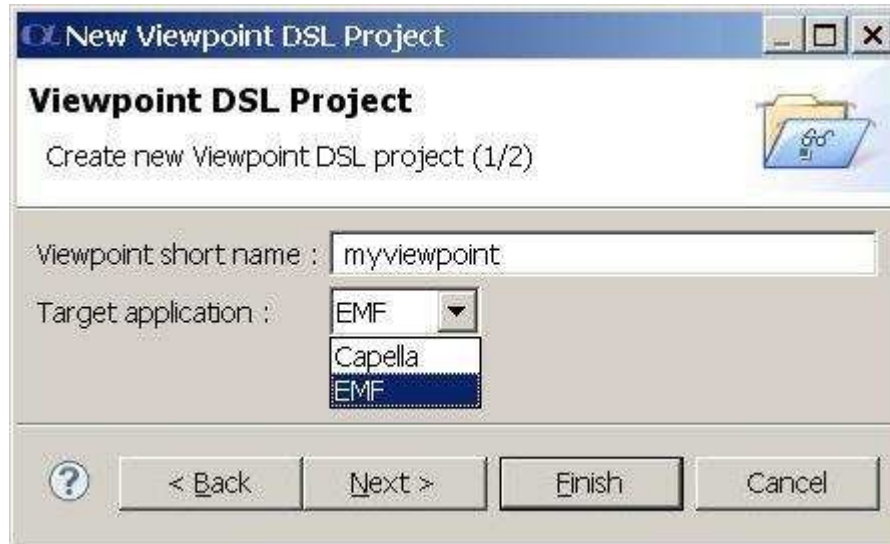 New Viewpoint DSL Project
Viewpoint DSL Project
Create new Viewpoint DSL project (1/2)
Viewpoint short name : myviewpoint
Target application : EMF
Capella
EMF
? < Back Next > Finish Cancel